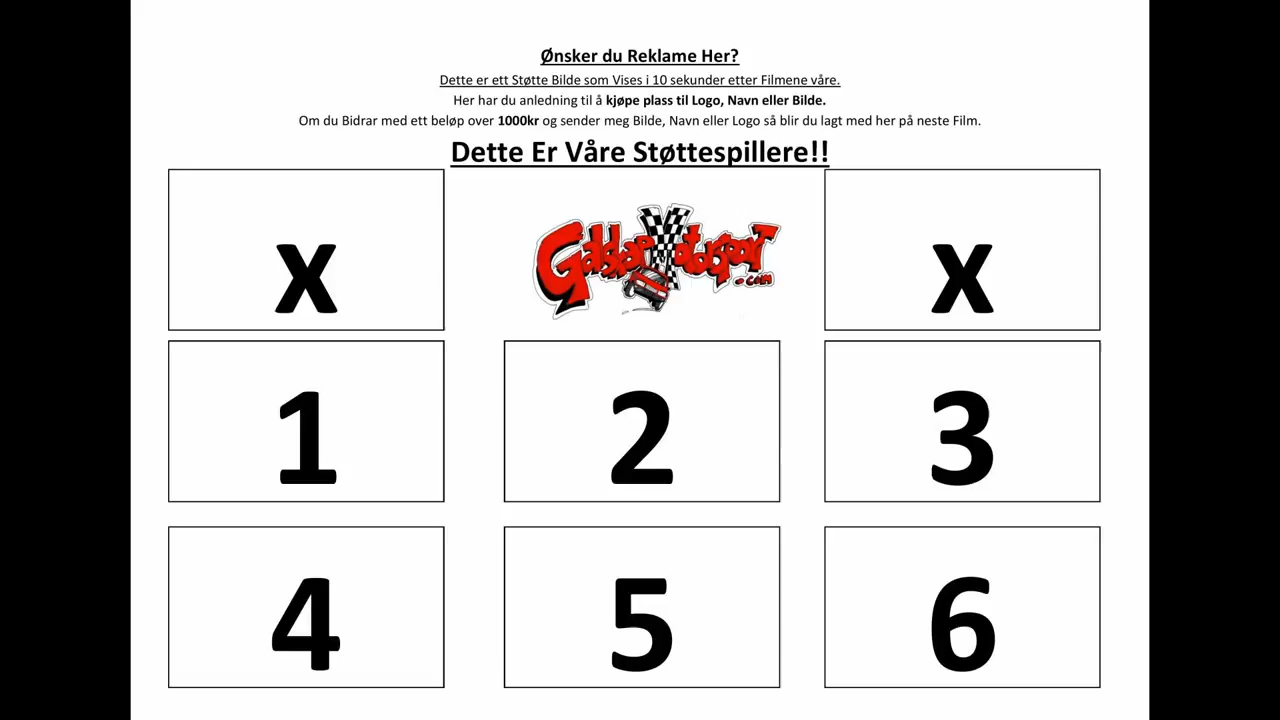 Ønsker du Reklame Her?
Dette er ett Støtte Bilde som Vises i 10 sekunder etter Filmene våre.
Her har du anledning til å kjøpe plass til Logo, Navn eller Bilde.
Om du Bidrar med ett beløp over 1000kr og sender meg Bilde, Navn eller Logo så blir du lagt med her på neste Film.
Dette Er Våre Støttespillere!!
x
.com
x
1 2 3
4 5 6